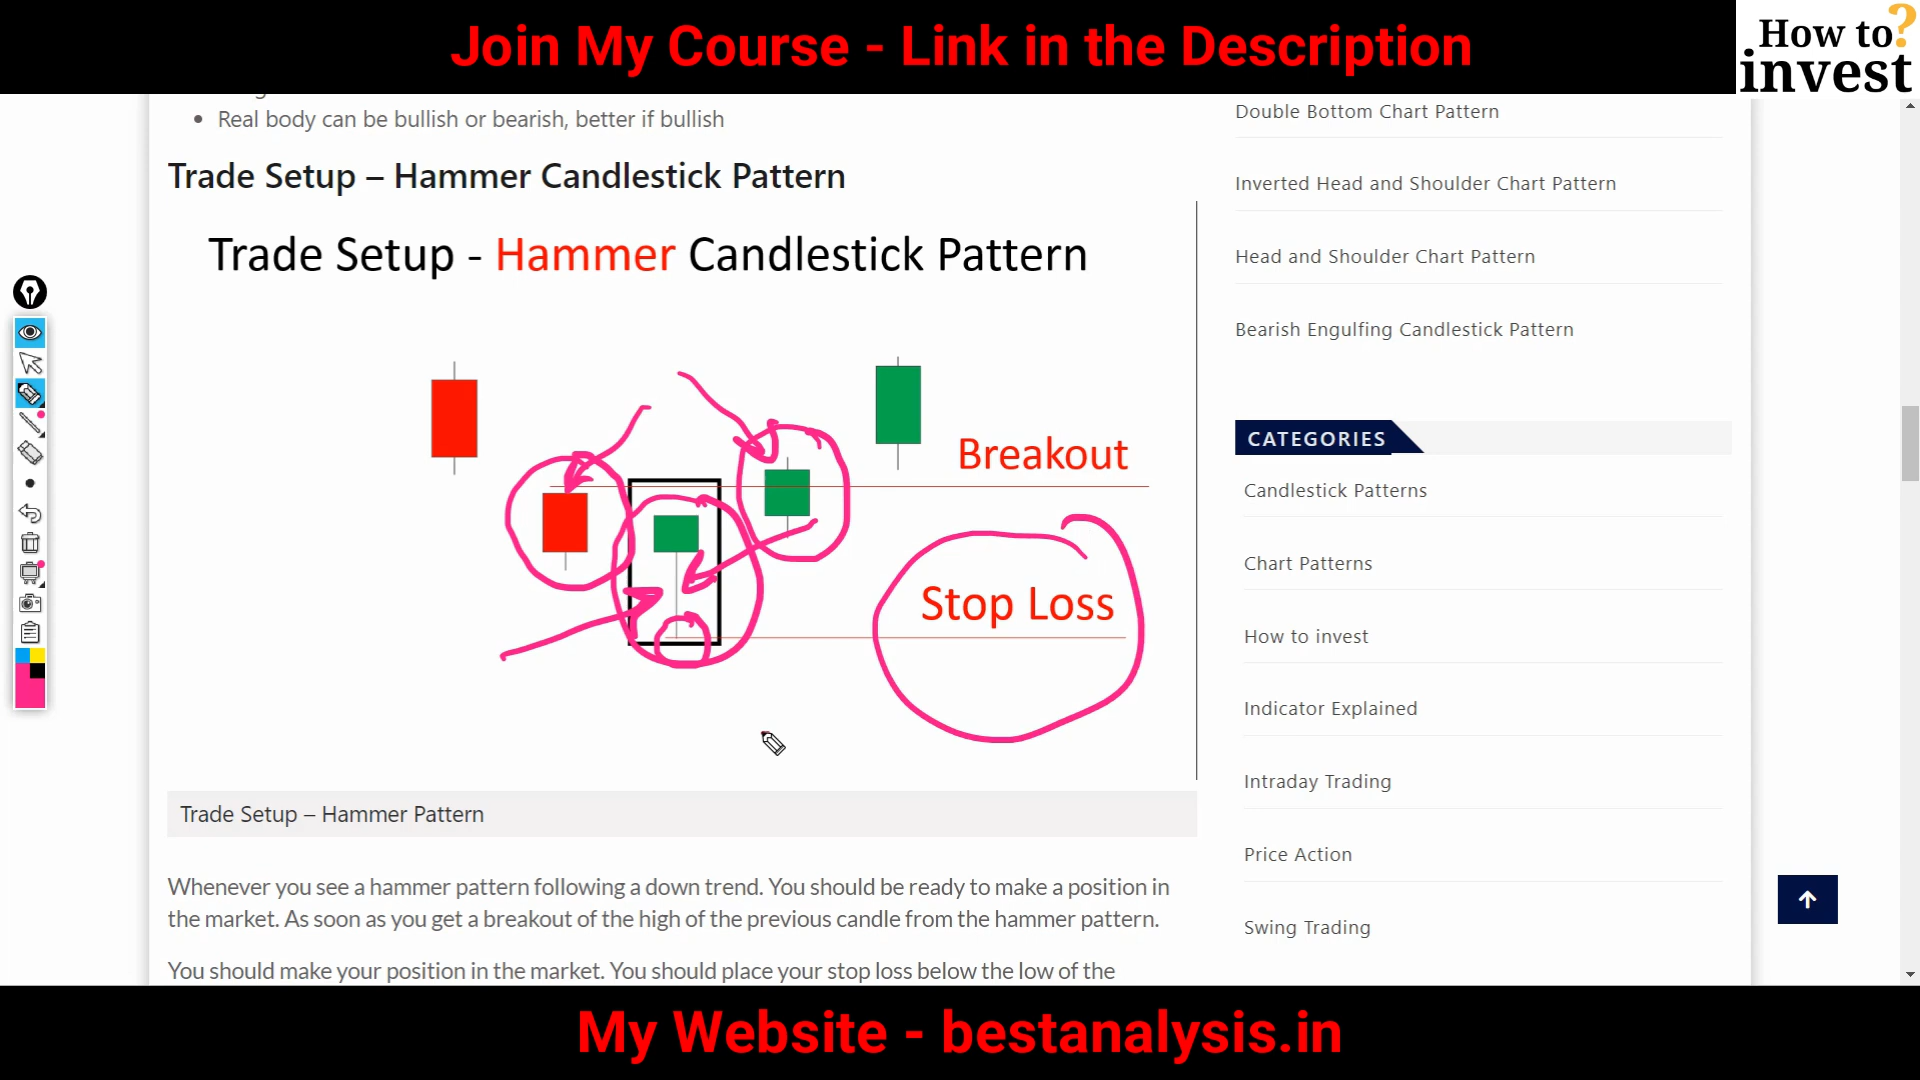 Join My Course - Link in the Description
How to?
invest
Real body can be bullish or bearish, better if bullish
Trade Setup – Hammer Candlestick Pattern
Trade Setup - Hammer Candlestick Pattern
Breakout
Stop Loss
Trade Setup – Hammer Pattern
Whenever you see a hammer pattern following a down trend. You should be ready to make a position in
the market. As soon as you get a breakout of the high of the previous candle from the hammer pattern.
You should make your position in the market. You should place your stop loss below the low of the
Double Bottom Chart Pattern
Inverted Head and Shoulder Chart Pattern
Head and Shoulder Chart Pattern
Bearish Engulfing Candlestick Pattern
CATEGORIES
Candlestick Patterns
Chart Patterns
How to invest
Indicator Explained
Intraday Trading
Price Action
Swing Trading
My Website - bestanalysis.in